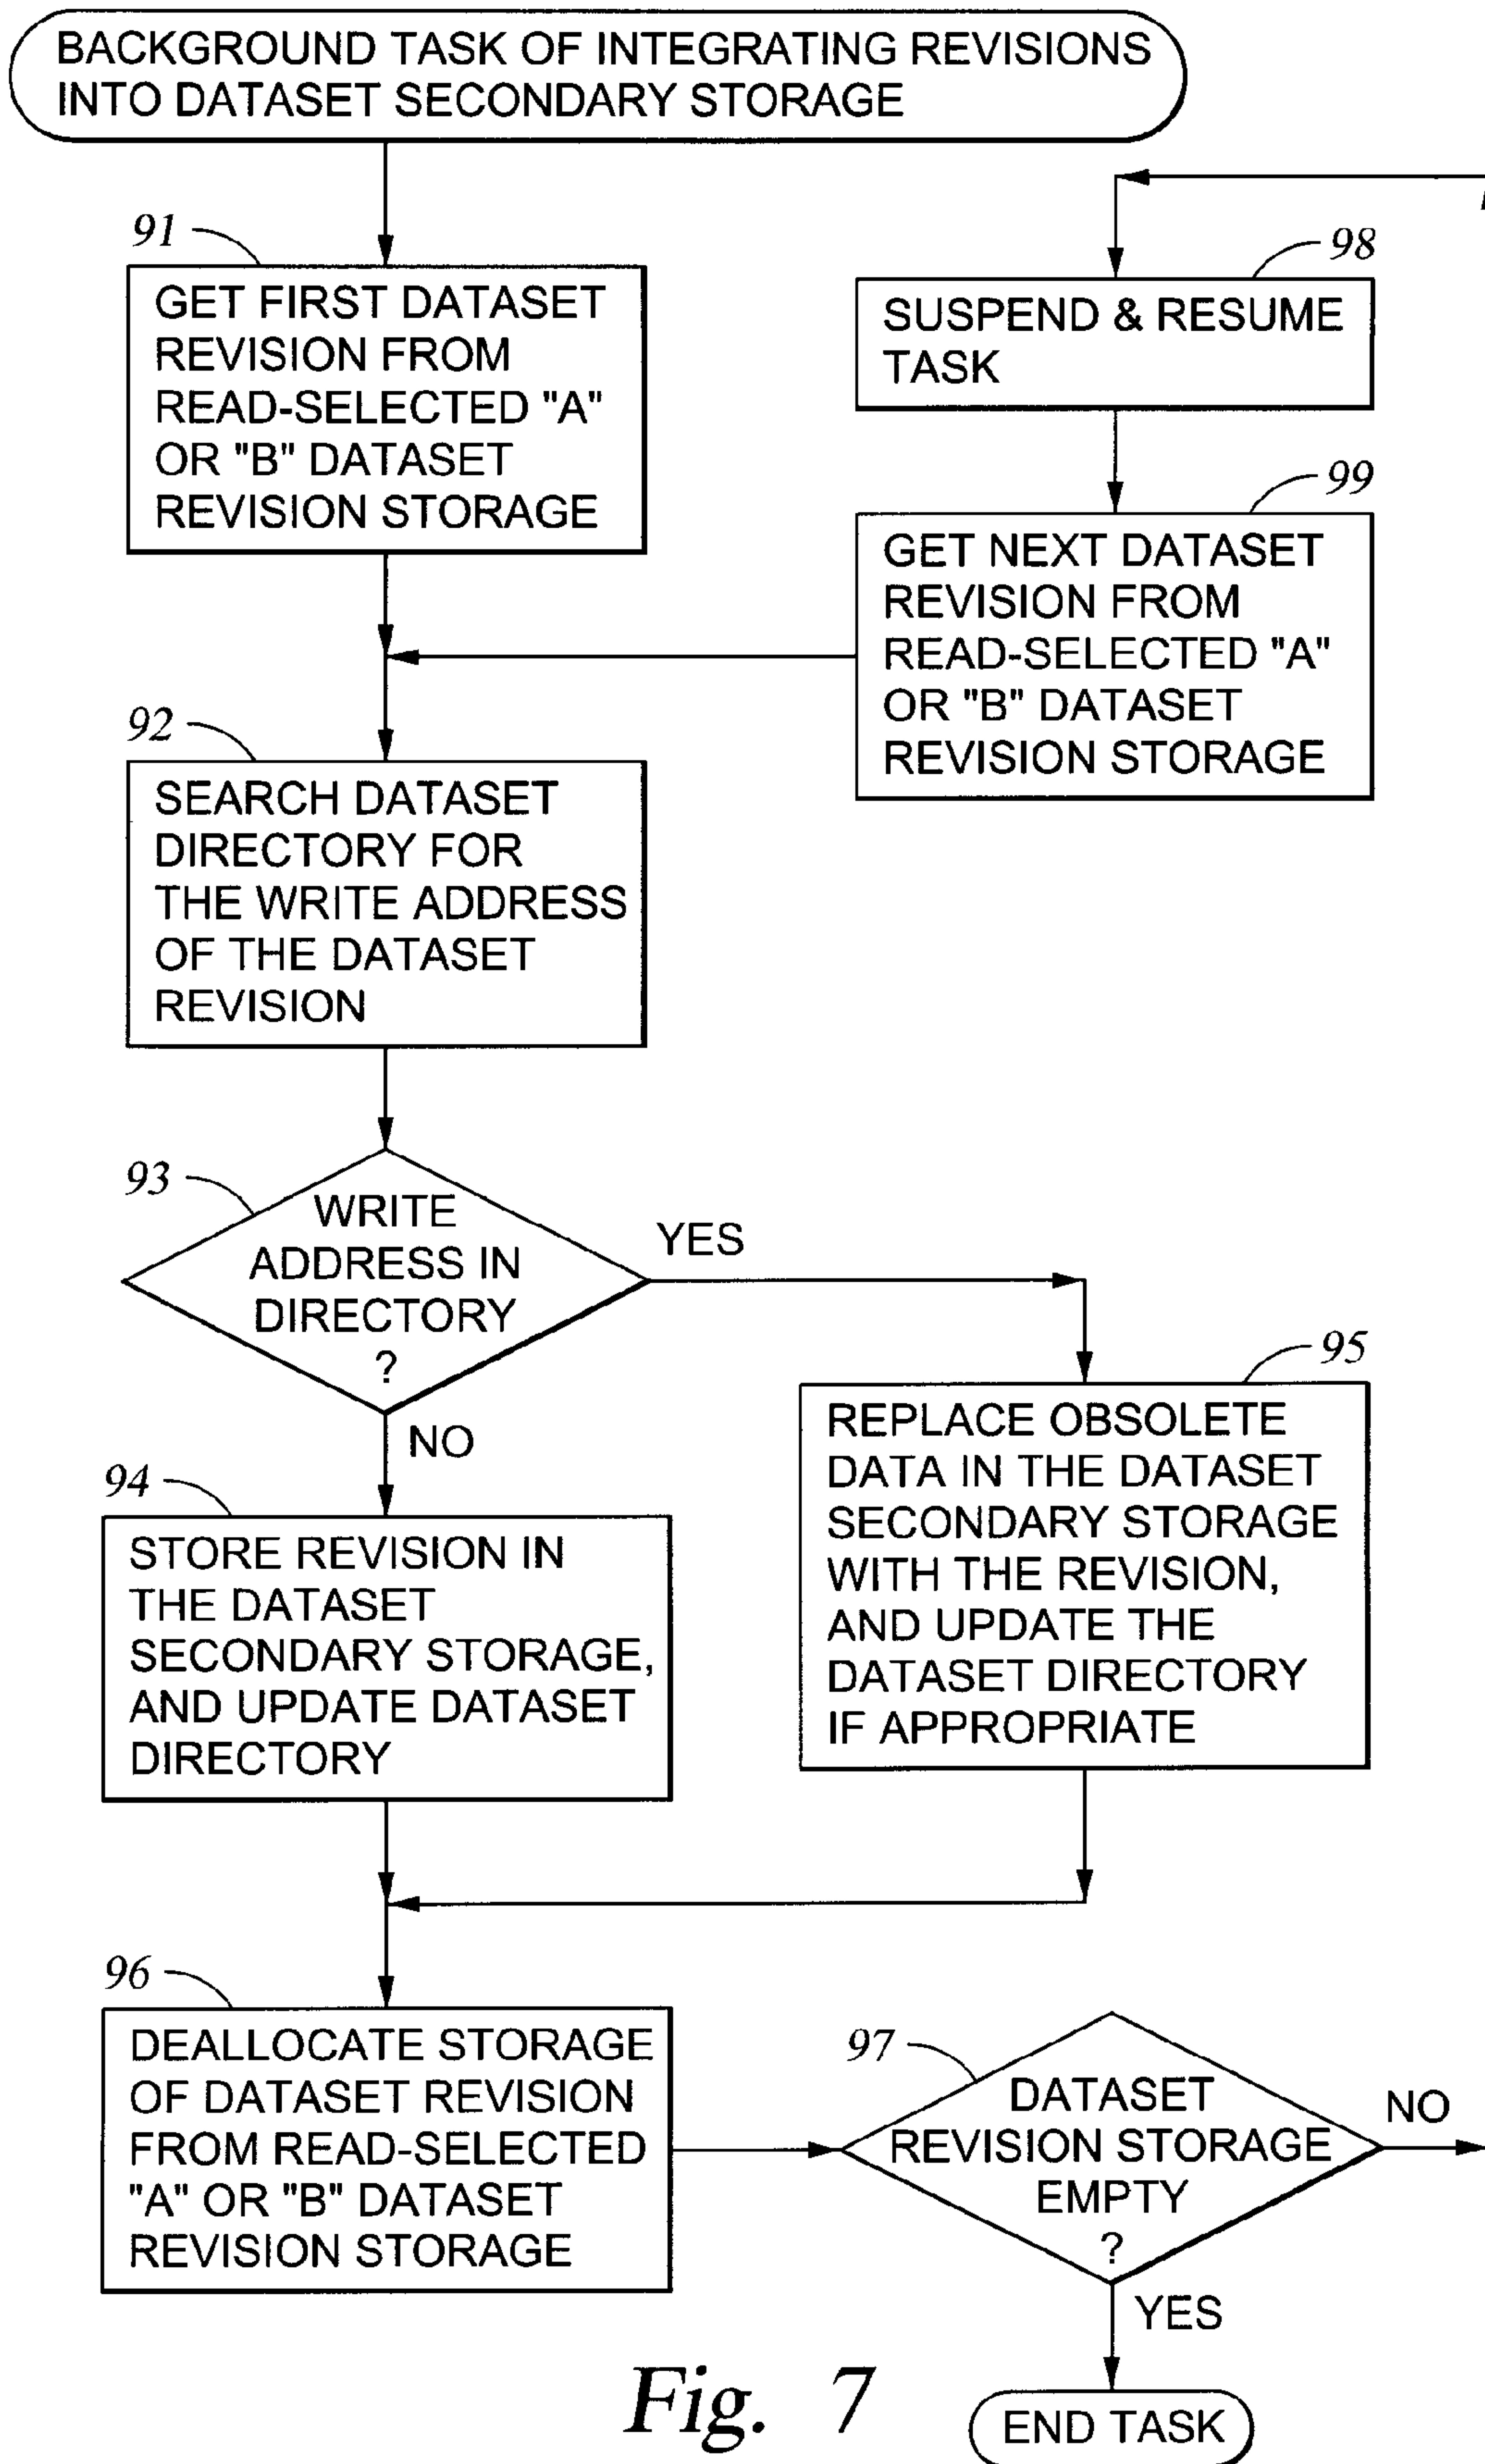 BACKGROUND TASK OF INTEGRATING REVISIONS
INTO DATASET SECONDARY STORAGE
91
GET FIRST DATASET
REVISION FROM
READ-SELECTED "A"
OR "B" DATASET
REVISION STORAGE
98
SUSPEND & RESUME
TASK
99
GET NEXT DATASET
REVISION FROM
READ-SELECTED "A"
OR "B" DATASET
REVISION STORAGE
92
SEARCH DATASET
DIRECTORY FOR
THE WRITE ADDRESS
OF THE DATASET
REVISION
93
WRITE
ADDRESS IN
DIRECTORY
?
YES
NO
95
REPLACE OBSOLETE
DATA IN THE DATASET
SECONDARY STORAGE
WITH THE REVISION,
AND UPDATE THE
DATASET DIRECTORY
IF APPROPRIATE
94
STORE REVISION IN
THE DATASET
SECONDARY STORAGE,
AND UPDATE DATASET
DIRECTORY
96
DEALLOCATE STORAGE
OF DATASET REVISION
FROM READ-SELECTED
"A" OR "B" DATASET
REVISION STORAGE
97
DATASET
REVISION STORAGE
EMPTY
?
NO
YES
END TASK
Fig. 7